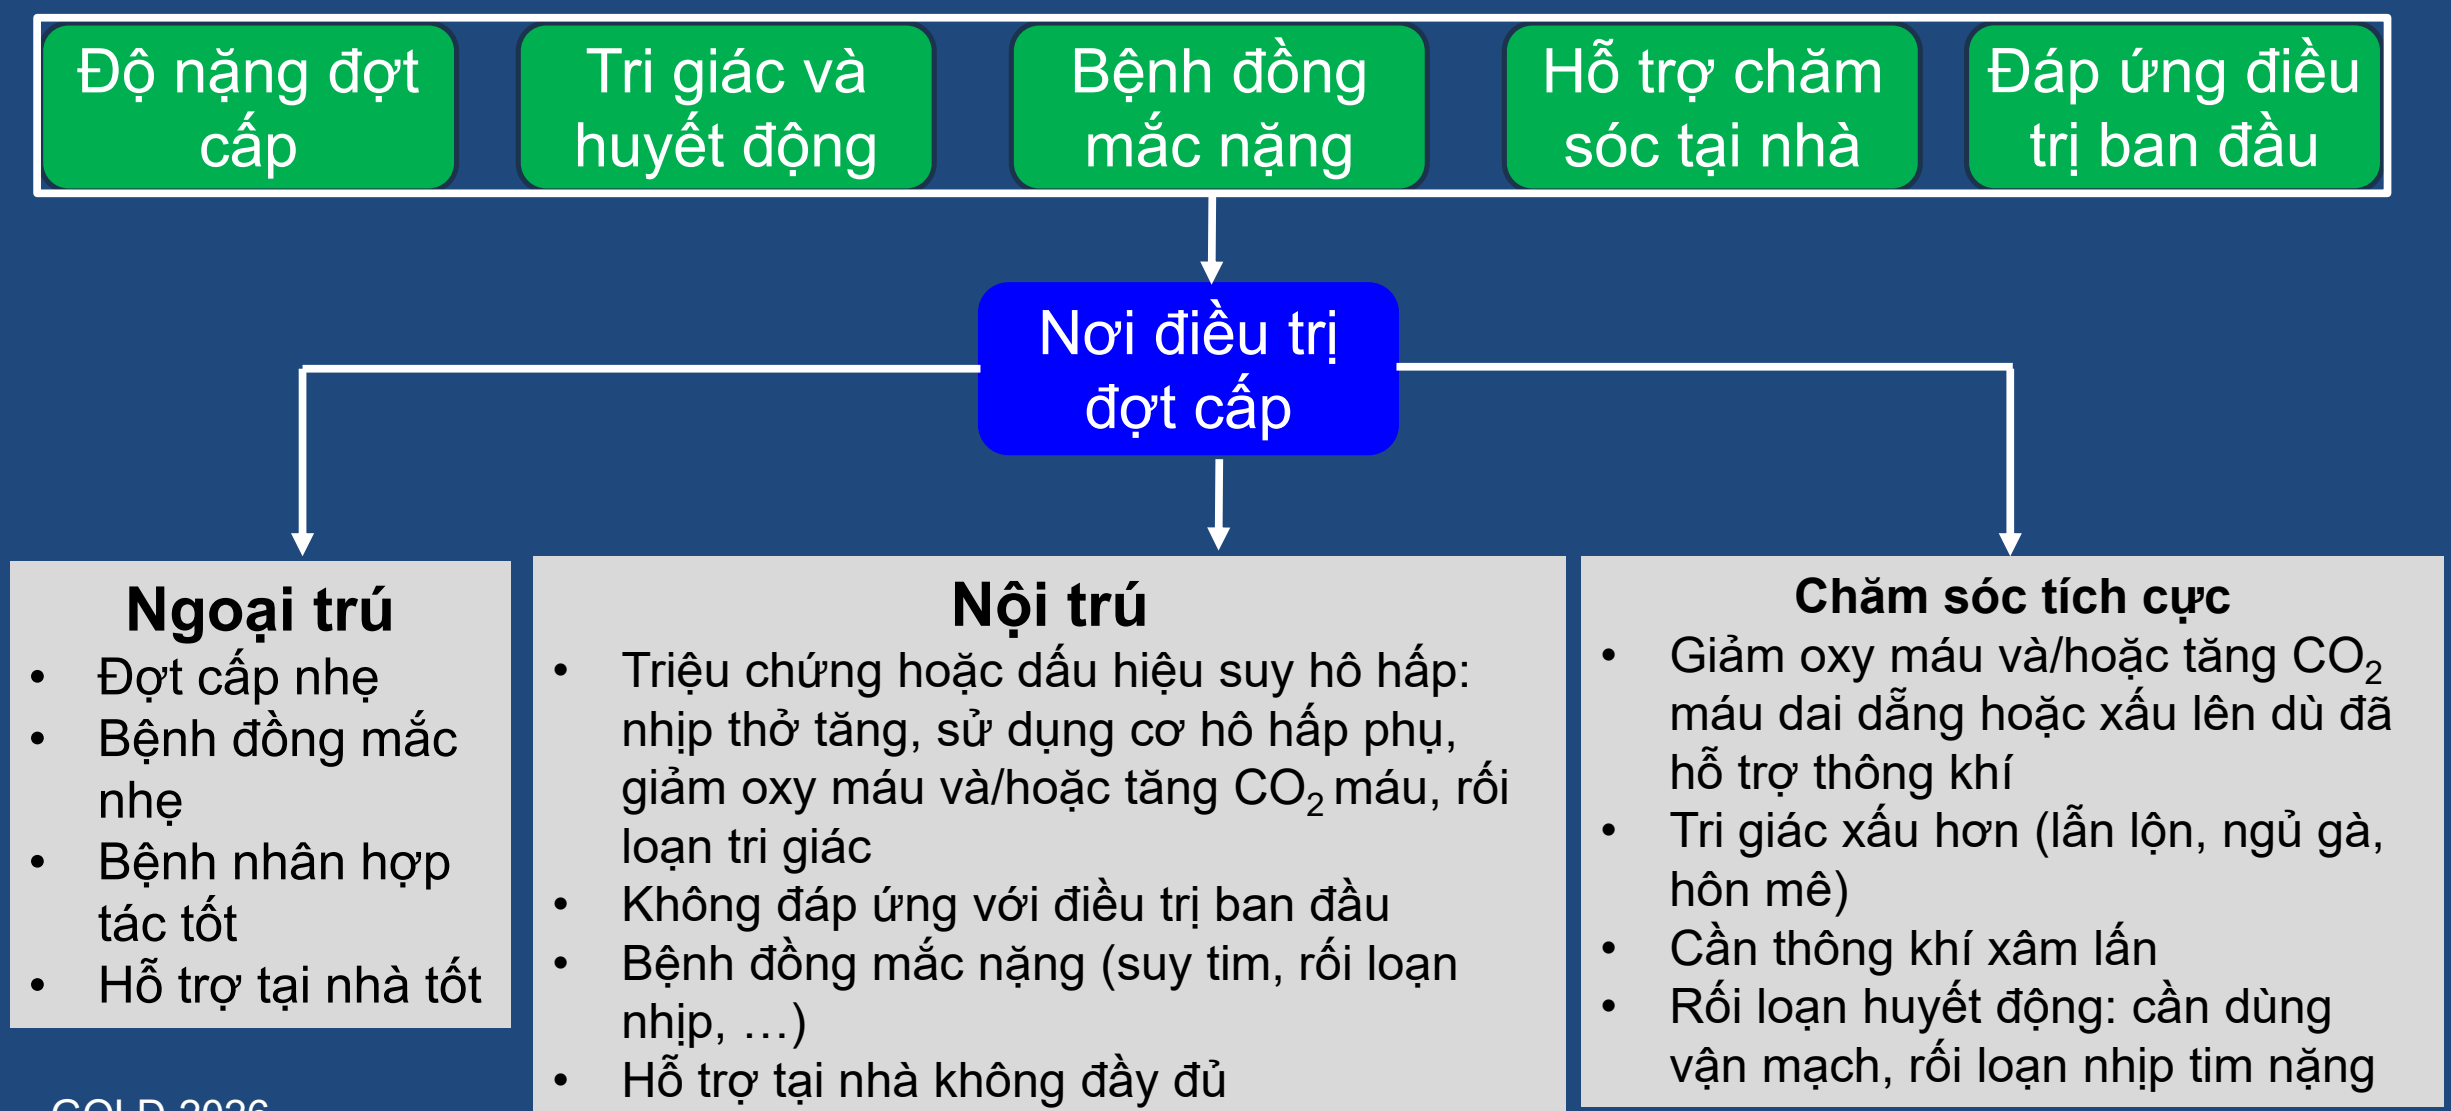 Độ nặng đợt
cấp
Tri giác và
huyết động
Bệnh đồng
mắc nặng
Hỗ trợ chăm
sóc tại nhà
Đáp ứng điều
trị ban đầu
Nơi điều trị
đợt cấp
Ngoại trú
• Đợt cấp nhẹ
• Bệnh đồng mắc
nhẹ
• Bệnh nhân hợp
tác tốt
• Hỗ trợ tại nhà tốt
Nội trú
• Triệu chứng hoặc dấu hiệu suy hô hấp:
nhịp thở tăng, sử dụng cơ hô hấp phụ,
giảm oxy máu và/hoặc tăng CO₂ máu, rối
loạn tri giác
• Không đáp ứng với điều trị ban đầu
• Bệnh đồng mắc nặng (suy tim, rối loạn
nhịp, …)
• Hỗ trợ tại nhà không đầy đủ
Chăm sóc tích cực
• Giảm oxy máu và/hoặc tăng CO₂
máu dai dẵng hoặc xấu lên dù đã
hỗ trợ thông khí
• Tri giác xấu hơn (lẫn lộn, ngủ gà,
hôn mê)
• Cần thông khí xâm lấn
• Rối loạn huyết động: cần dùng
vận mạch, rối loạn nhịp tim nặng
GOLD 2026